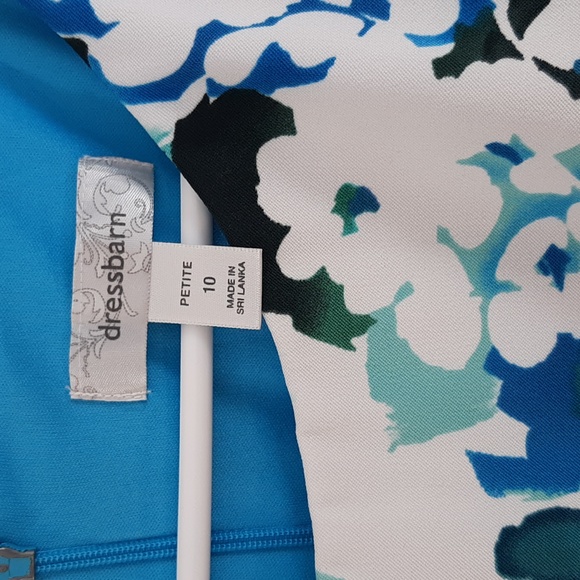 dressbarn
PETITE
10
MADE IN
SRI LANKA